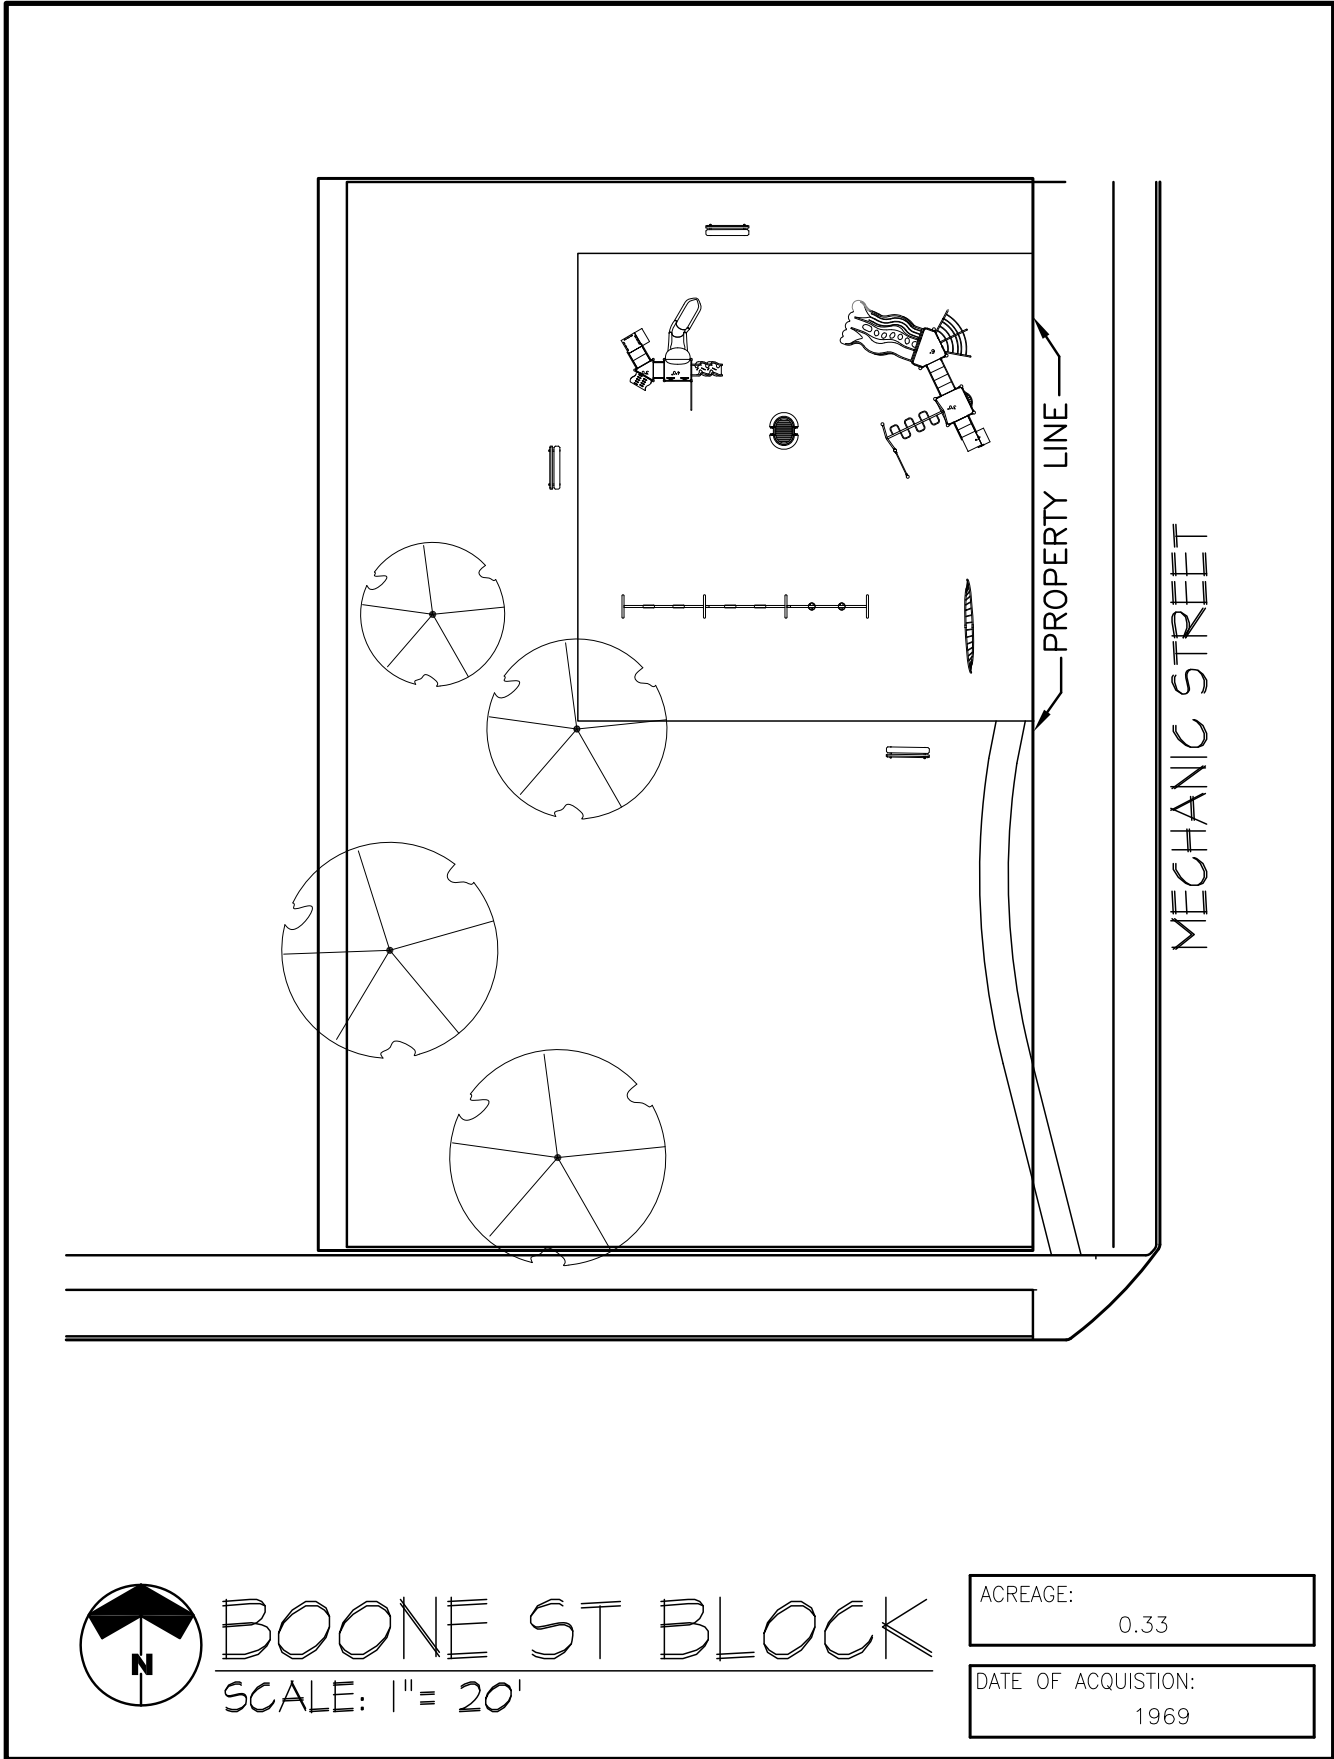 PROPERTY LINE
MECHANIC STREET
N
BOONE ST BLOCK
SCALE: 1"= 20'
ACREAGE:
0.33
DATE OF ACQUISTION:
1969